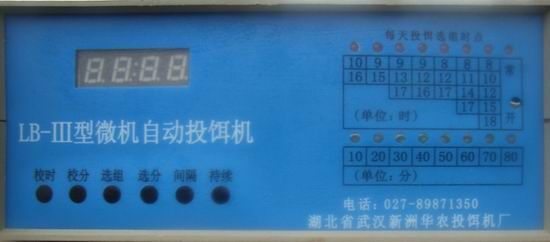 每天投饵选组时点
8:8:8:8
10 9 9 9 8 8 8 常
16 15 13 12 12 11 10
17 16 17 14 12
17 15
(单位:时) 18 开
LB-III型微机自动投饵机
10 20 30 40 50 60 70 80
校时 校分 选组 选分 间隔 持续
(单位:分)
电话:027-89871350
湖北省武汉新洲华农投饵机厂